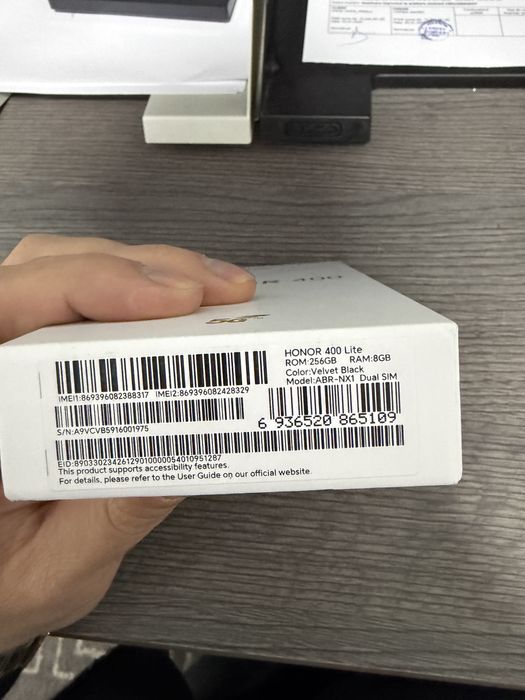 R 400
5G
HONOR 400 Lite
ROM:256GB RAM:8GB
Color:Velvet Black
Model:ABR-NX1 Dual SIM
IMEI1:869396082388317 IMEI2:869396082428329
S/N:A9VCVB5916001975
6 936520 865109
EID:89033023426129010000054010951287
This product supports accessibility features.
For details, please refer to the User Guide on our official website.